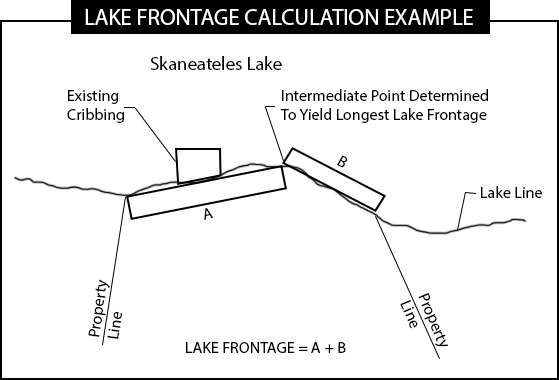 LAKE FRONTAGE CALCULATION EXAMPLE
Skaneateles Lake
Existing
Cribbing
Intermediate Point Determined
To Yield Longest Lake Frontage
B
Lake Line
A
Property
Line
Property
Line
LAKE FRONTAGE = A + B